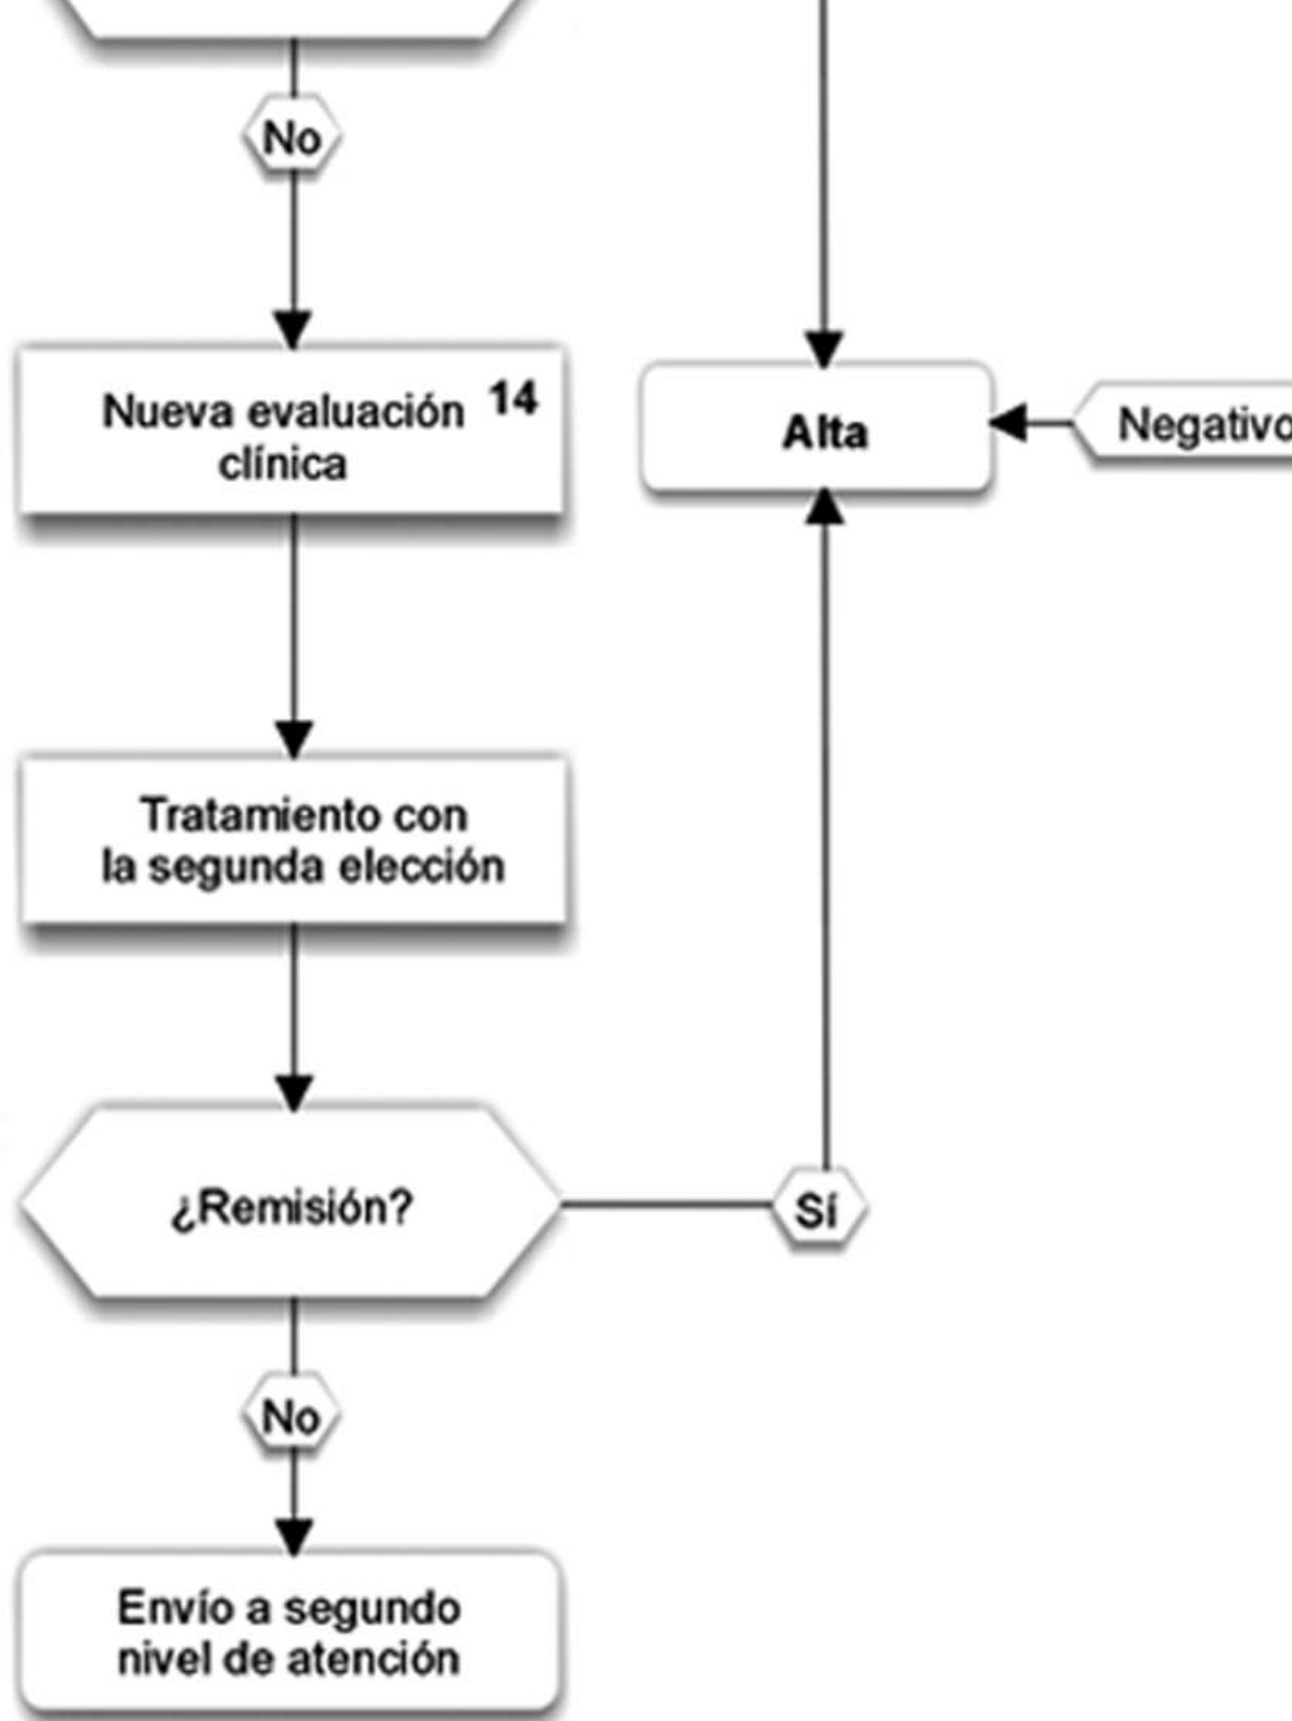 No
Nueva evaluación 14
clínica
Alta
Negativo
Tratamiento con
la segunda elección
¿Remisión?
Sí
No
Envío a segundo
nivel de atención